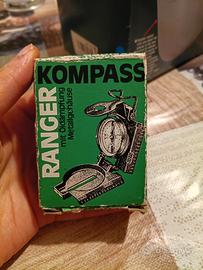 KOMPASS
RANGER
mit Öldämpfung
Metallgehäuse